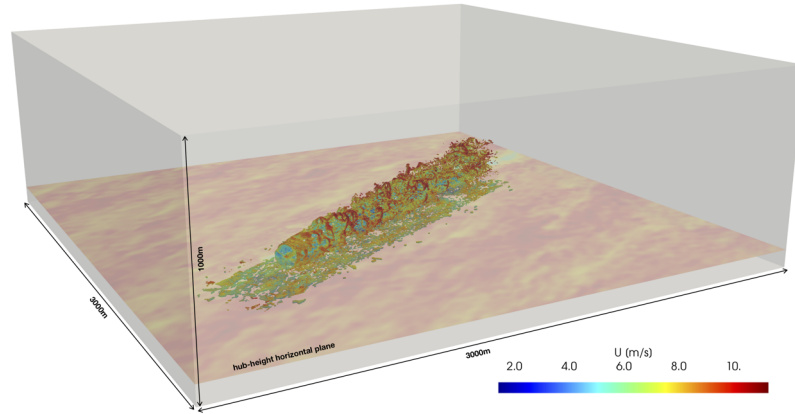 1000m
3000m
hub-height horizontal plane
3000m
U (m/s)
2.0 4.0 6.0 8.0 10.